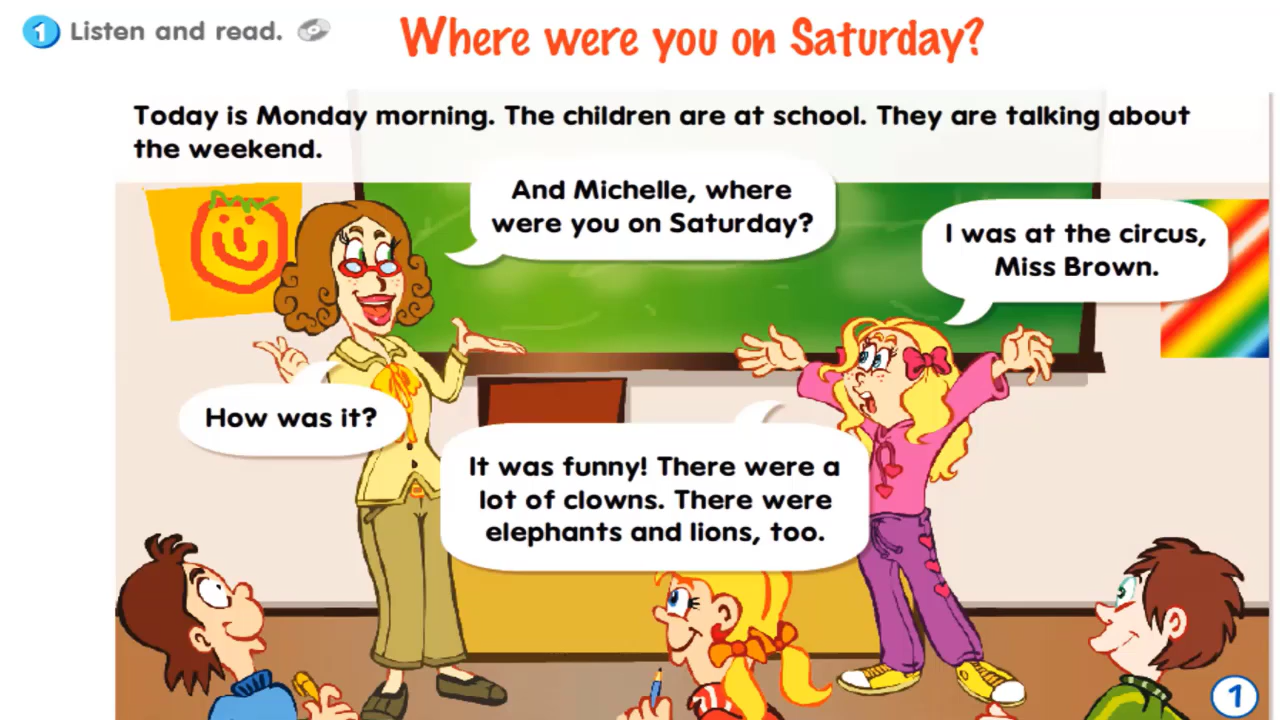 1 Listen and read.
Where were you on Saturday?
Today is Monday morning. The children are at school. They are talking about
the weekend.
And Michelle, where
were you on Saturday?
I was at the circus,
Miss Brown.
How was it?
It was funny! There were a
lot of clowns. There were
elephants and lions, too.
1